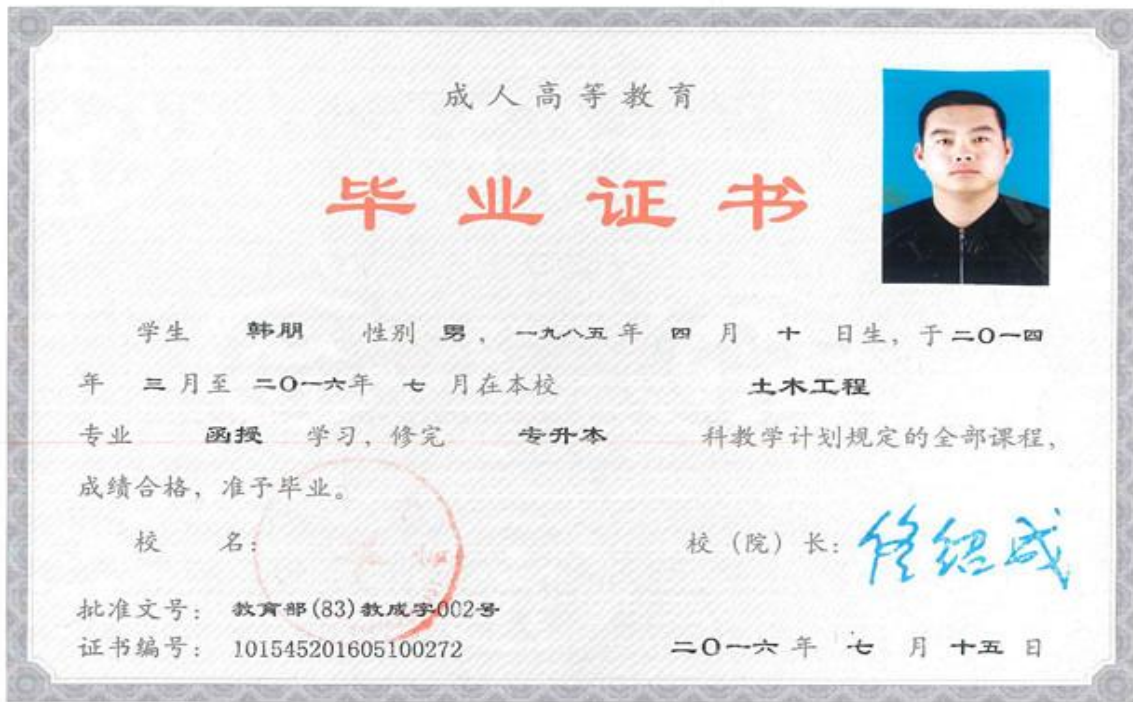 成人高等教育
毕业证书
学生 韩朋 性别 男，一九八五年 四 月 十 日生，于二〇一四
年 三 月至 二〇一六年 七 月在本校 土木工程
专业 函授 学习，修完 专升本 科教学计划规定的全部课程，
成绩合格，准予毕业。
校 名： 校（院）长：佟绍成
批准文号：教育部(83)教成字002号
证书编号：101545201605100272 二〇一六 年 七 月 十五 日